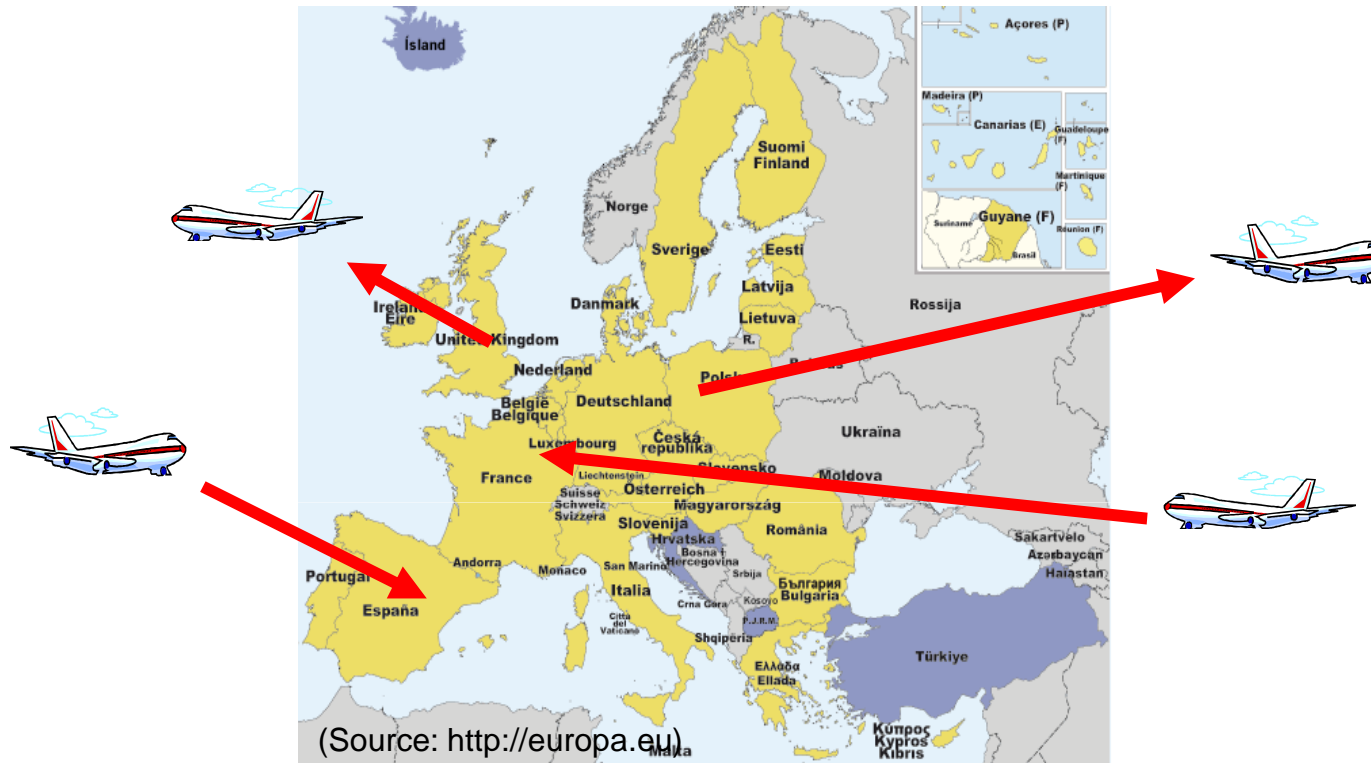 Ísland
Açores (P)
Madeira (P)
Canarias (E)
Guadeloupe
(F)
Martinique
(F)
Guyane (F)
Suriname
Brasil
Réunion (F)
Suomi
Finland
Norge
Sverige
Eesti
Latvija
Lietuva
R.
Rossija
Danmark
Ireland
Éire
United Kingdom
Nederland
België
Belgique
Deutschland
Luxembourg
Česká
republika
Slovensko
Ukraïna
Moldova
France
Liechtenstein
Suisse
Schweiz
Svizzera
Österreich
Magyarország
Slovenija
Hrvatska
Bosna i
Hercegovina
România
Sakartvelo
Azərbaycan
Haïastan
Portugal
España
Andorra
Monaco
San Marino
Italia
Città
del
Vaticano
Srbija
Crna Gora
Kosovo
България
Bulgaria
P.J.R.M.
Shqipëria
Ελλάδα
Ellada
Türkiye
Κύπρος
Kypros
Kıbrıs
(Source: http://europa.eu)
Malta